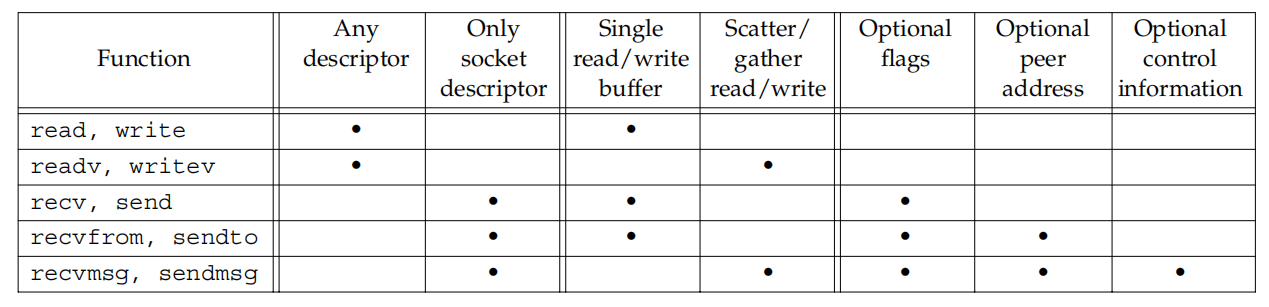 Function Any descriptor Only socket descriptor Single read/write buffer Scatter/ gather read/write Optional flags Optional peer address Optional control information
read, write • •
readv, writev • •
recv, send • • •
recvfrom, sendto • • • •
recvmsg, sendmsg • • • • •